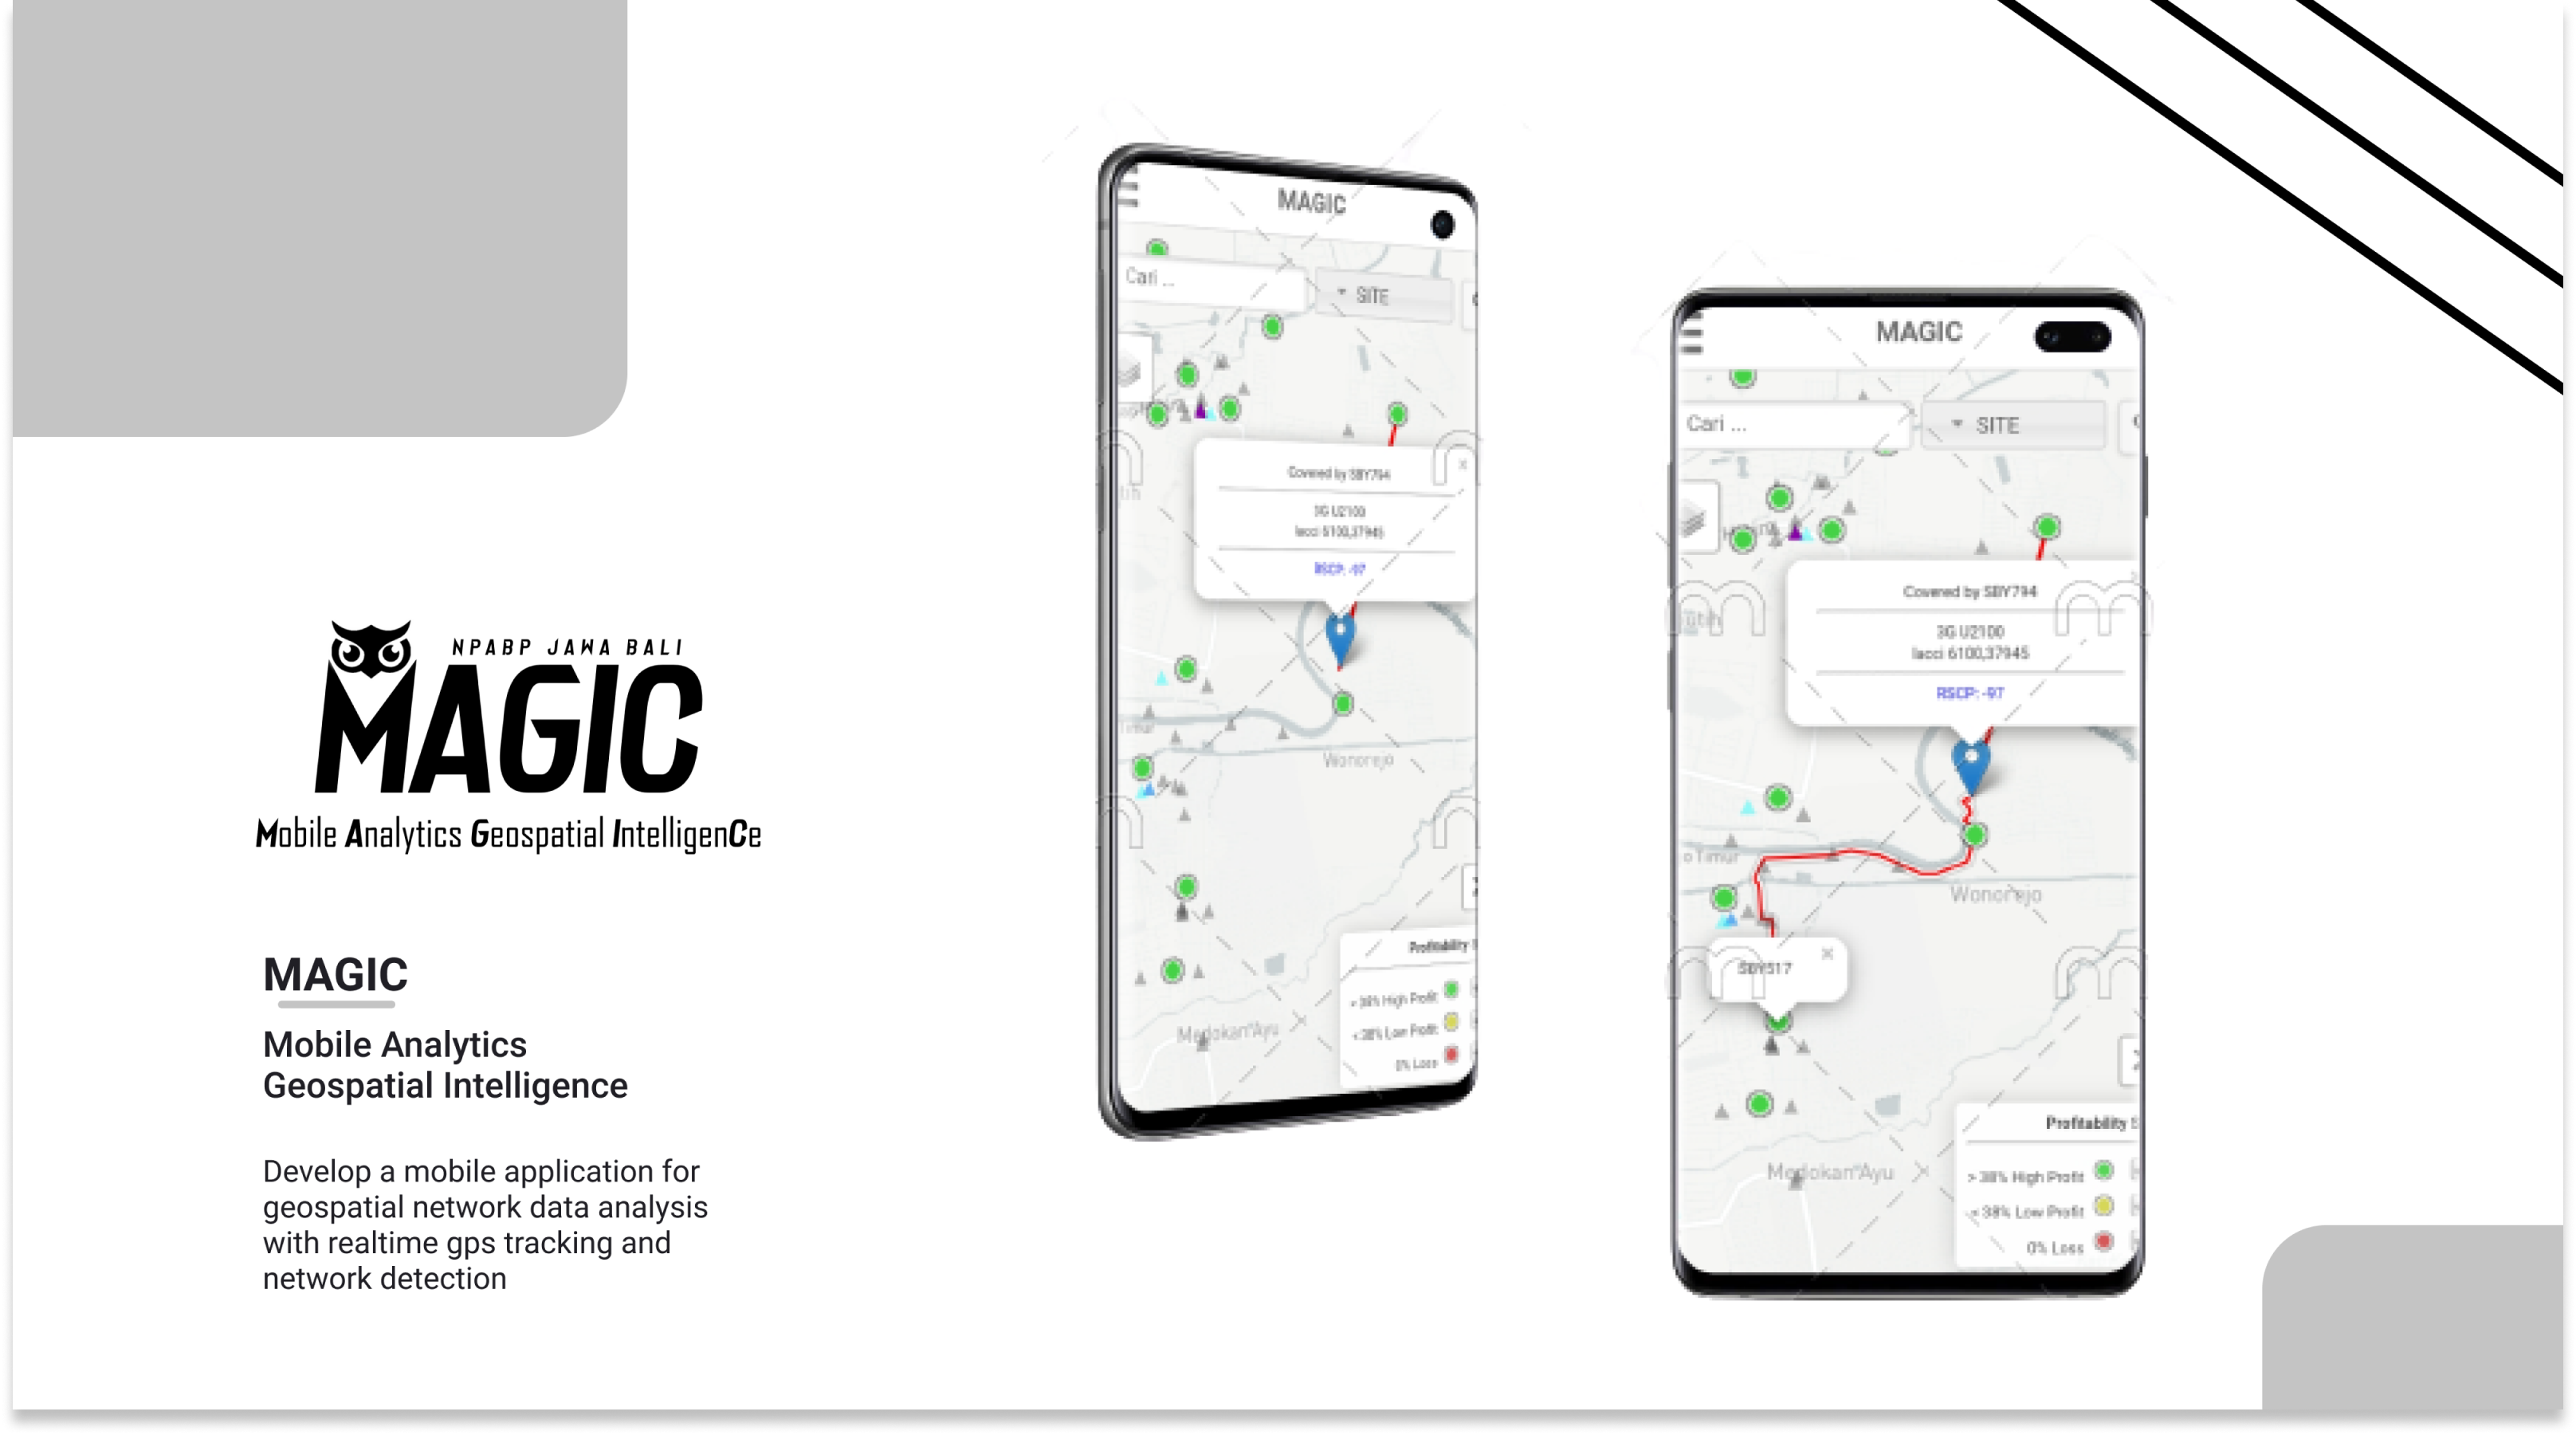 NPABP JAWA BALI
MAGIC
Mobile Analytics Geospatial IntelligenCe
MAGIC
Mobile Analytics
Geospatial Intelligence
Develop a mobile application for
geospatial network data analysis
with realtime gps tracking and
network detection
MAGIC
Cari ...
SITE
Covered by SBY794
3G U2100
lacci 6100,37945
RSCP: -97
Timur
Wonorejo
Medokan Ayu
Profitability
> 38% High Profit
< 38% Low Profit
0% Loss
MAGIC
Cari ...
SITE
Covered by SBY794
3G U2100
lacci 6100,37945
RSCP: -97
o Timur
Wonorejo
SBY517
Medokan Ayu
Profitability S
> 38% High Profit
< 38% Low Profit
0% Loss